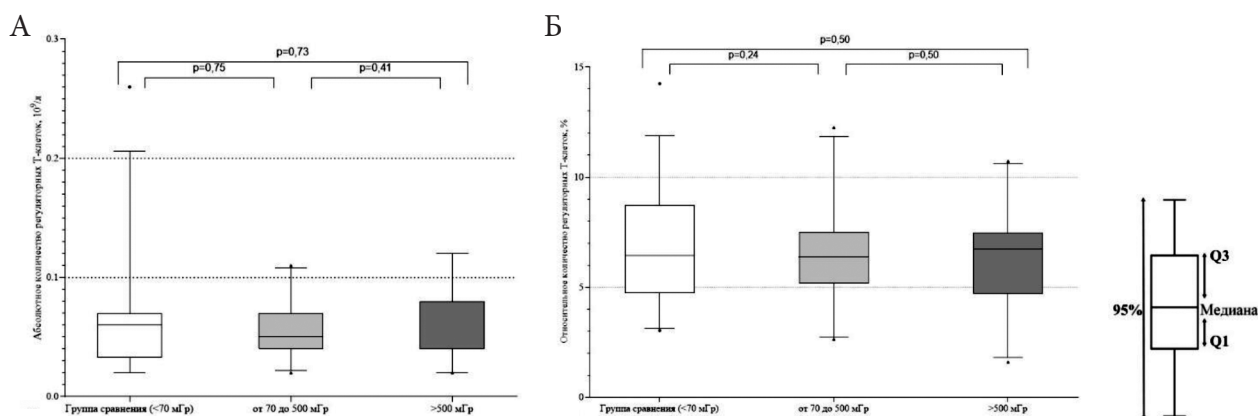 А
Абсолютное количество регуляторных Т-клеток, 10⁹/л
0.3
0.2
0.1
0.0
p=0,73
p=0,75
p=0,41
Группа сравнения (<70 мГр)
от 70 до 500 мГр
>500 мГр
Б
Относительное количество регуляторных Т-клеток, %
15
10
5
0
p=0,50
p=0,24
p=0,50
Группа сравнения (<70 мГр)
от 70 до 500 мГр
>500 мГр
95%
Q3
Медиана
Q1